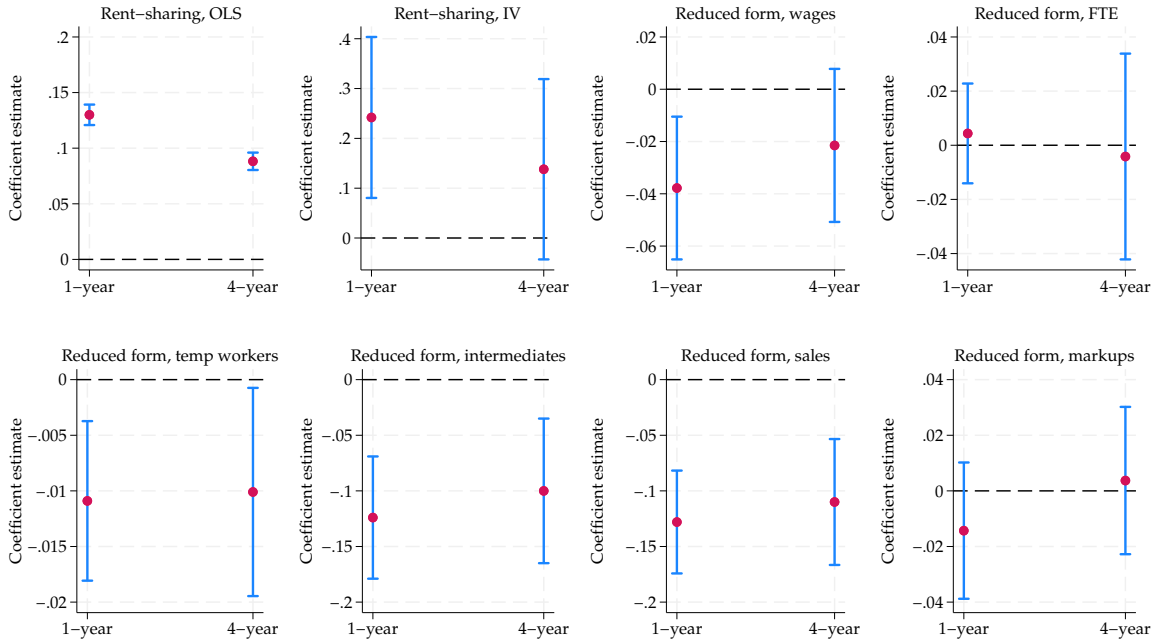 Rent−sharing, OLS
Coefficient estimate
.2
.15
.1
.05
0
1−year
4−year
Rent−sharing, IV
Coefficient estimate
.4
.3
.2
.1
0
1−year
4−year
Reduced form, wages
Coefficient estimate
.02
0
−.02
−.04
−.06
1−year
4−year
Reduced form, FTE
Coefficient estimate
.04
.02
0
−.02
−.04
1−year
4−year
Reduced form, temp workers
Coefficient estimate
0
−.005
−.01
−.015
−.02
1−year
4−year
Reduced form, intermediates
Coefficient estimate
0
−.05
−.1
−.15
−.2
1−year
4−year
Reduced form, sales
Coefficient estimate
0
−.05
−.1
−.15
−.2
1−year
4−year
Reduced form, markups
Coefficient estimate
.04
.02
0
−.02
−.04
1−year
4−year